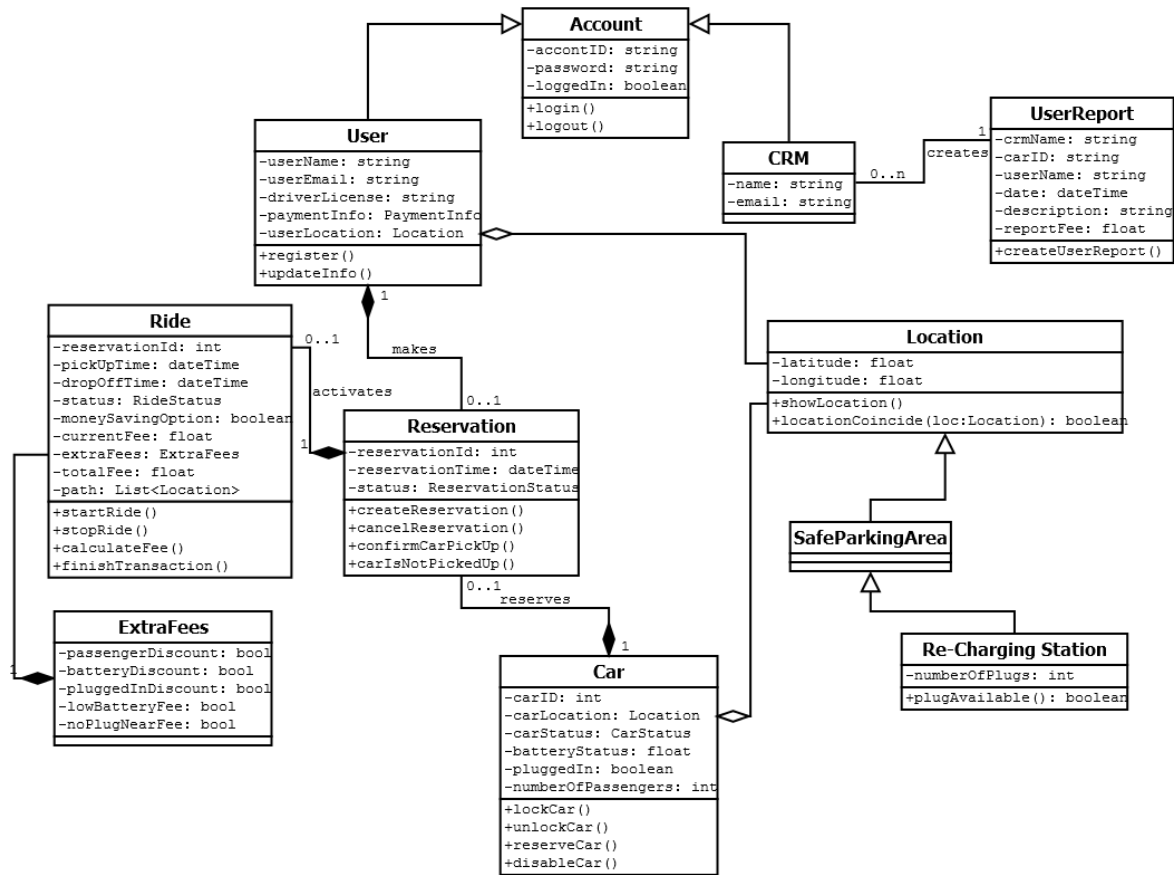 Account
-accontID: string
-password: string
-loggedIn: boolean
+login()
+logout()
User
-userName: string
-userEmail: string
-driverLicense: string
-paymentInfo: PaymentInfo
-userLocation: Location
+register()
+updateInfo()
CRM
-name: string
-email: string
0..n
creates
1
UserReport
-crmName: string
-carID: string
-userName: string
-date: dateTime
-description: string
-reportFee: float
+createUserReport()
1
makes
0..1
Ride
-reservationId: int
-pickUpTime: dateTime
-dropOffTime: dateTime
-status: RideStatus
-moneySavingOption: boolean
-currentFee: float
-extraFees: ExtraFees
-totalFee: float
-path: List<Location>
+startRide()
+stopRide()
+calculateFee()
+finishTransaction()
0..1
activates
1
Reservation
-reservationId: int
-reservationTime: dateTime
-status: ReservationStatus
+createReservation()
+cancelReservation()
+confirmCarPickUp()
+carIsNotPickedUp()
Location
-latitude: float
-longitude: float
+showLocation()
+locationCoincide(loc:Location): boolean
SafeParkingArea
Re-Charging Station
-numberOfPlugs: int
+plugAvailable(): boolean
0..1
reserves
1
ExtraFees
-passengerDiscount: bool
-batteryDiscount: bool
-pluggedInDiscount: bool
-lowBatteryFee: bool
-noPlugNearFee: bool
1
Car
-carID: int
-carLocation: Location
-carStatus: CarStatus
-batteryStatus: float
-pluggedIn: boolean
-numberOfPassengers: int
+lockCar()
+unlockCar()
+reserveCar()
+disableCar()